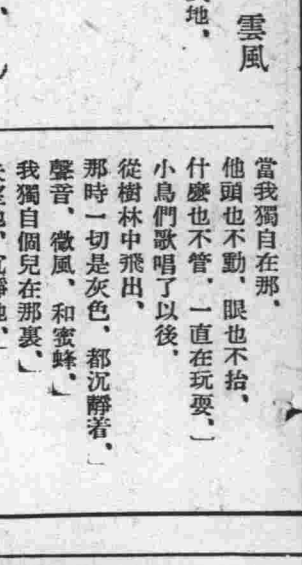 雲風
地、
當我獨自在那、
他頭也不動、眼也不抬、
什麼也不管、一直在玩耍、﹂
小鳥們歌唱了以後、
從樹林中飛出、
那時一切是灰色、都沉靜着、﹂
聲音、微風、和蜜蜂、﹂
我獨自個兒在那裏、﹂